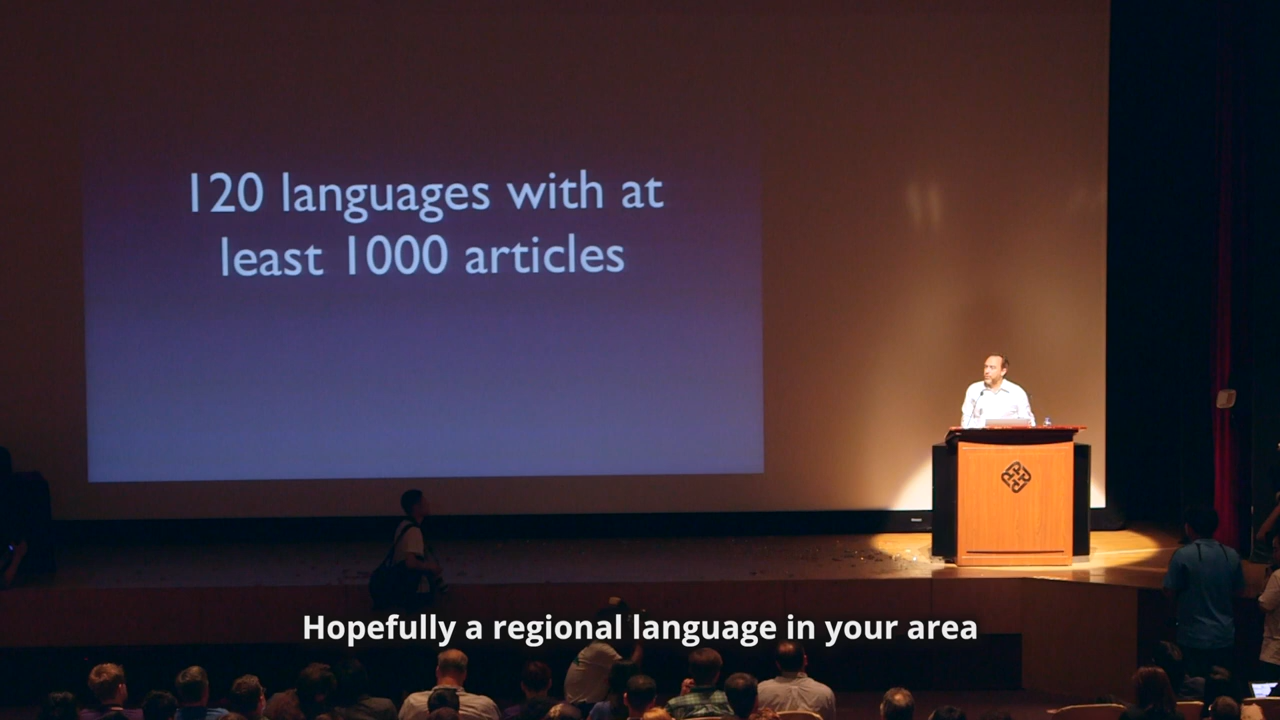 120 languages with at
least 1000 articles
Hopefully a regional language in your area